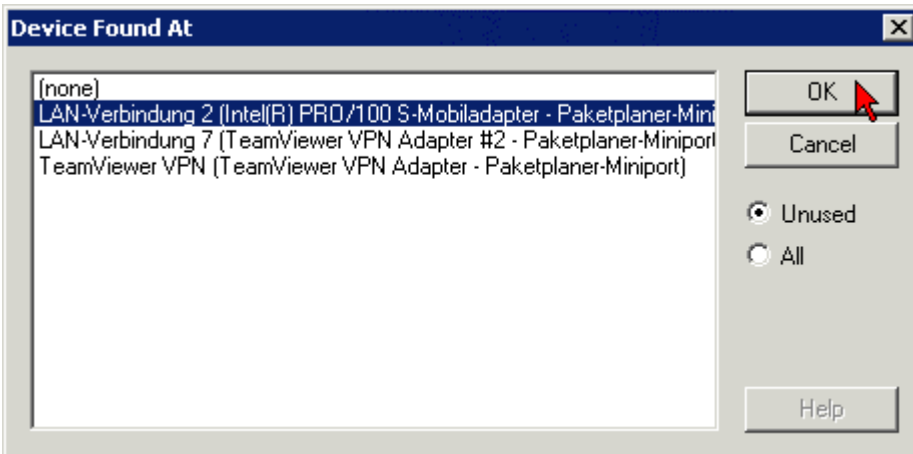 Device Found At
(none)
LAN-Verbindung 2 (Intel(R) PRO/100 S-Mobiladapter - Paketplaner-Mini
LAN-Verbindung 7 (TeamViewer VPN Adapter #2 - Paketplaner-Miniport
TeamViewer VPN (TeamViewer VPN Adapter - Paketplaner-Miniport)
OK
Cancel
Unused
All
Help